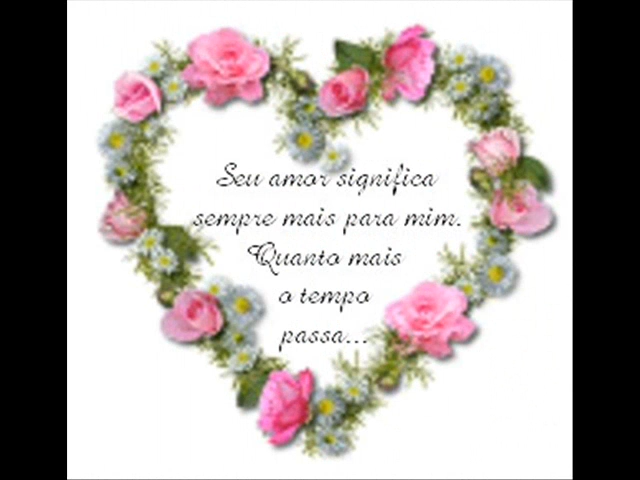 Seu amor significa
sempre mais para mim.
Quanto mais
o tempo
passa...